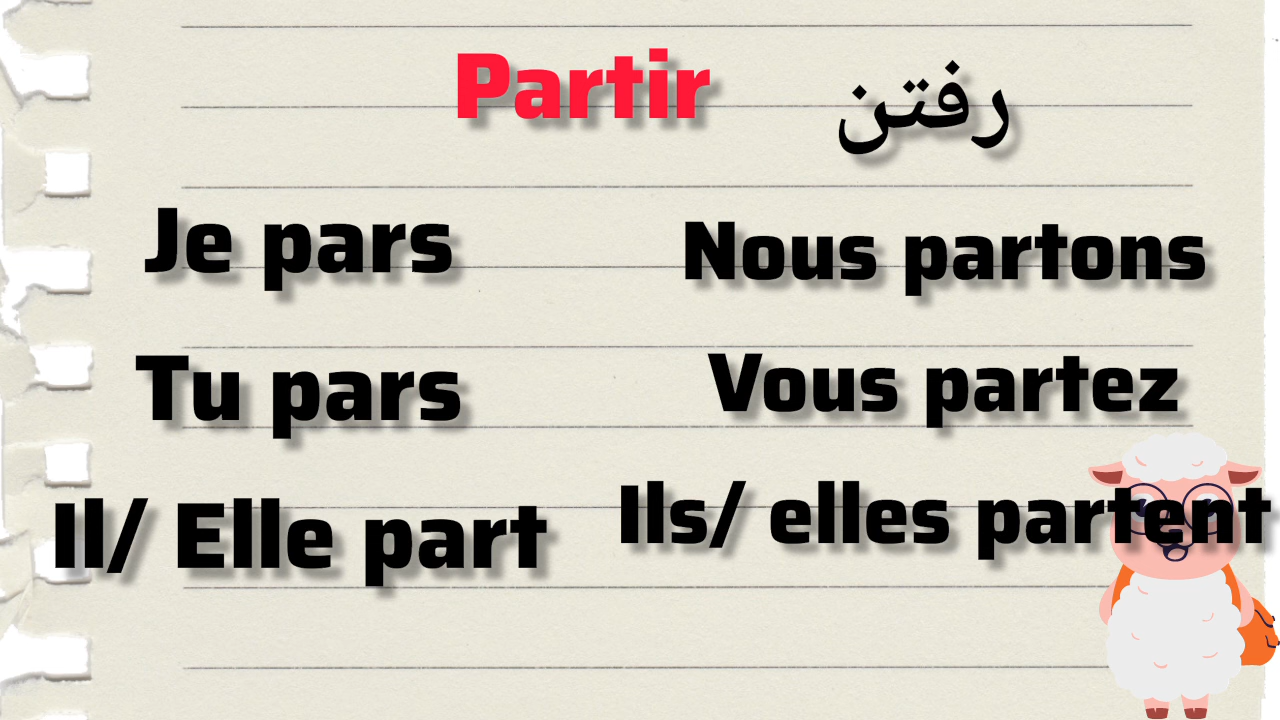 Partir رفتن
Je pars
Nous partons
Tu pars
Vous partez
Il/ Elle part
Ils/ elles partent